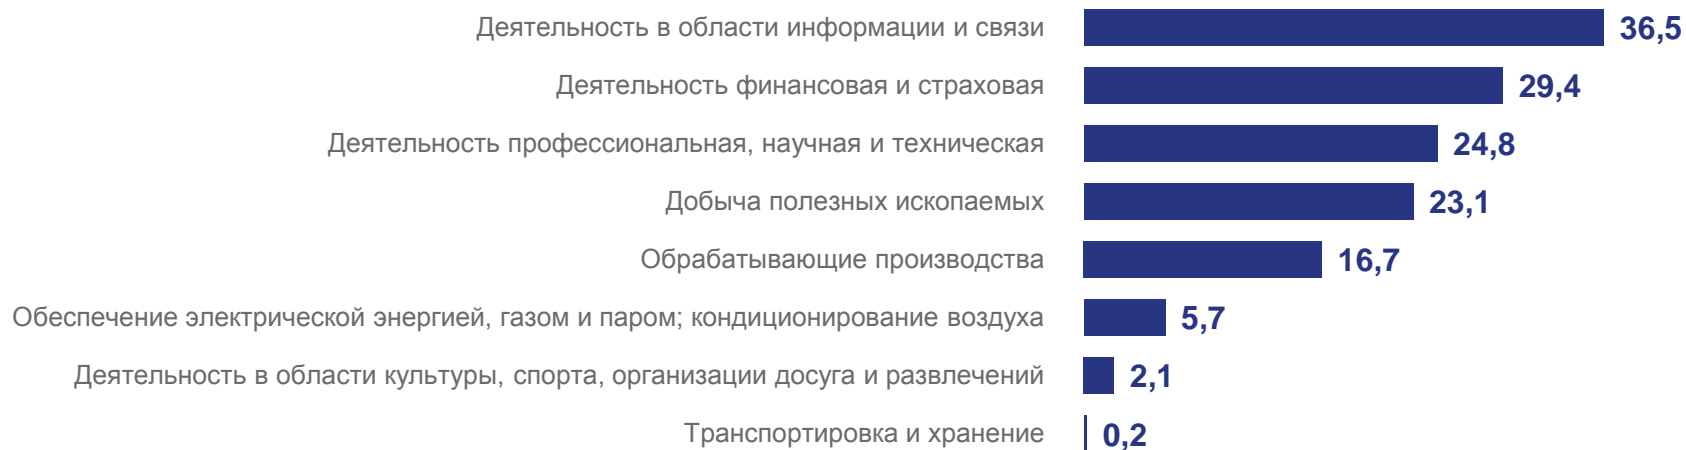 Деятельность в области информации и связи 36,5
Деятельность финансовая и страховая 29,4
Деятельность профессиональная, научная и техническая 24,8
Добыча полезных ископаемых 23,1
Обрабатывающие производства 16,7
Обеспечение электрической энергией, газом и паром; кондиционирование воздуха 5,7
Деятельность в области культуры, спорта, организации досуга и развлечений 2,1
Транспортировка и хранение 0,2